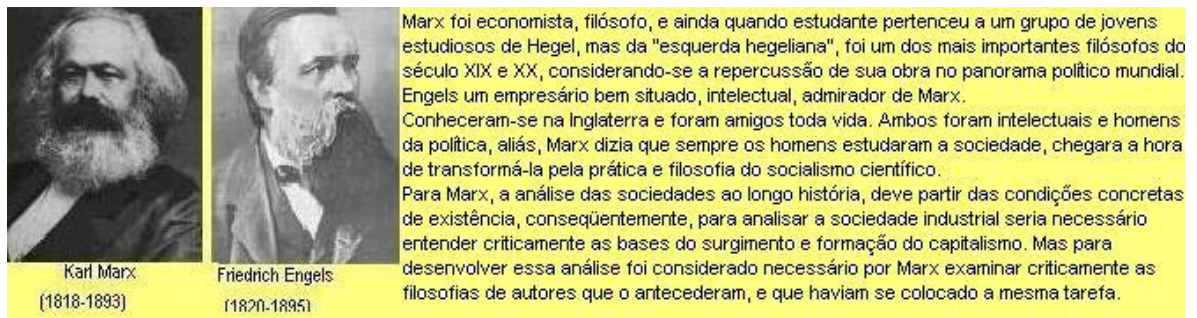 Marx foi economista, filósofo, e ainda quando estudante pertenceu a um grupo de jovens
estudiosos de Hegel, mas da "esquerda hegeliana", foi um dos mais importantes filósofos do
século XIX e XX, considerando-se a repercussão de sua obra no panorama político mundial.
Engels um empresário bem situado, intelectual, admirador de Marx.
Conheceram-se na Inglaterra e foram amigos toda vida. Ambos foram intelectuais e homens
da política, aliás, Marx dizia que sempre os homens estudaram a sociedade, chegara a hora
de transformá-la pela prática e filosofia do socialismo científico.
Para Marx, a análise das sociedades ao longo história, deve partir das condições concretas
de existência, conseqüentemente, para analisar a sociedade industrial seria necessário
entender criticamente as bases do surgimento e formação do capitalismo. Mas para
desenvolver essa análise foi considerado necessário por Marx examinar criticamente as
filosofias de autores que o antecederam, e que haviam se colocado a mesma tarefa.
Karl Marx
(1818-1893)
Friedrich Engels
(1820-1895)